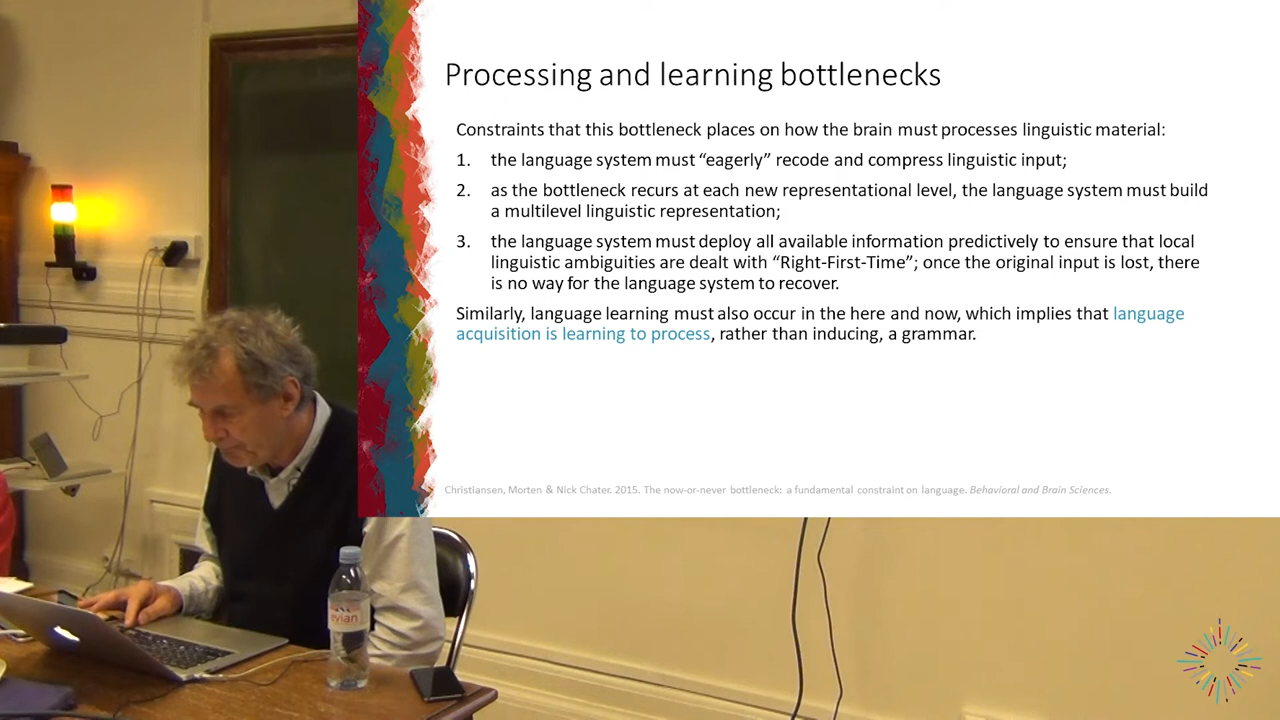 Processing and learning bottlenecks
Constraints that this bottleneck places on how the brain must processes linguistic material:
1. the language system must “eagerly” recode and compress linguistic input;
2. as the bottleneck recurs at each new representational level, the language system must build
a multilevel linguistic representation;
3. the language system must deploy all available information predictively to ensure that local
linguistic ambiguities are dealt with “Right-First-Time”; once the original input is lost, there
is no way for the language system to recover.
Similarly, language learning must also occur in the here and now, which implies that language
acquisition is learning to process, rather than inducing, a grammar.
Christiansen, Morten & Nick Chater. 2015. The now-or-never bottleneck: a fundamental constraint on language. Behavioral and Brain Sciences.
evian